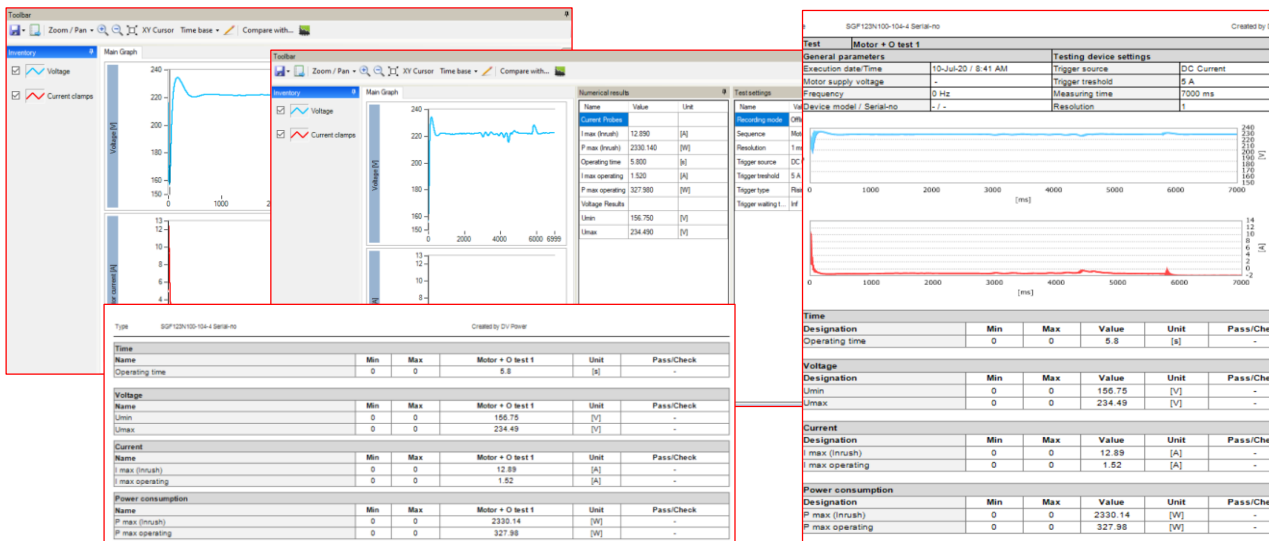 Toolbar
Zoom / Pan XY Cursor Time base Compare with...
Inventory
Voltage
Current clamps
Main Graph
Voltage [V]
240
220
200
180
160
150
0 1000
13
12
10
8
6
4
Toolbar
Zoom / Pan XY Cursor Time base Compare with...
Inventory
Voltage
Current clamps
Main Graph
Voltage [V]
240
220
200
160
150
0 2000 4000 6000 6999
13
12
10
8
Numerical results
Name Value Unit
Current Probes
I max (Inrush) 12.890 [A]
P max (Inrush) 2330.140 [W]
Operating time 5.800 [s]
I max operating 1.520 [A]
P max operating 327.980 [W]
Voltage Results
Umin 156.750 [V]
Umax 234.490 [V]
Test settings
Name
Recording mode
Sequence
Resolution
Trigger source
Trigger treshold 5 A
Trigger type
Trigger waiting t... Inf
Type SGF123N100-104-4 Serial-no Created by DV Power
Time
Name Min Max Motor + O test 1 Unit Pass/Check
Operating time 0 0 5.8 [s] -
Voltage
Name Min Max Motor + O test 1 Unit Pass/Check
Umin 0 0 156.75 [V] -
Umax 0 0 234.49 [V] -
Current
Name Min Max Motor + O test 1 Unit Pass/Check
I max (Inrush) 0 0 12.89 [A] -
I max operating 0 0 1.52 [A] -
Power consumption
Name Min Max Motor + O test 1 Unit Pass/Check
P max (Inrush) 0 0 2330.14 [W] -
P max operating 0 0 327.98 [W] -
SGF123N100-104-4 Serial-no Created by
Test Motor + O test 1
General parameters Testing device settings
Execution date/Time 10-Jul-20 / 8:41 AM Trigger source DC Current
Motor supply voltage - Trigger treshold 5 A
Frequency 0 Hz Measuring time 7000 ms
Device model / Serial-no - / - Resolution 1
240
230
220
210
200
190
180
170
160
150
[V]
0 1000 2000 3000 4000 5000 6000 7000
[ms]
14
12
10
8
6
4
2
0
-2
[A]
0 1000 2000 3000 4000 5000 6000 7000
[ms]
Time
Designation Min Max Value Unit
Operating time 0 0 5.8 [s] -
Voltage
Designation Min Max Value Unit
Umin 0 0 156.75 [V] -
Umax 0 0 234.49 [V] -
Current
Designation Min Max Value Unit
I max (Inrush) 0 0 12.89 [A] -
I max operating 0 0 1.52 [A] -
Power consumption
Designation Min Max Value Unit
P max (Inrush) 0 0 2330.14 [W] -
P max operating 0 0 327.98 [W] -